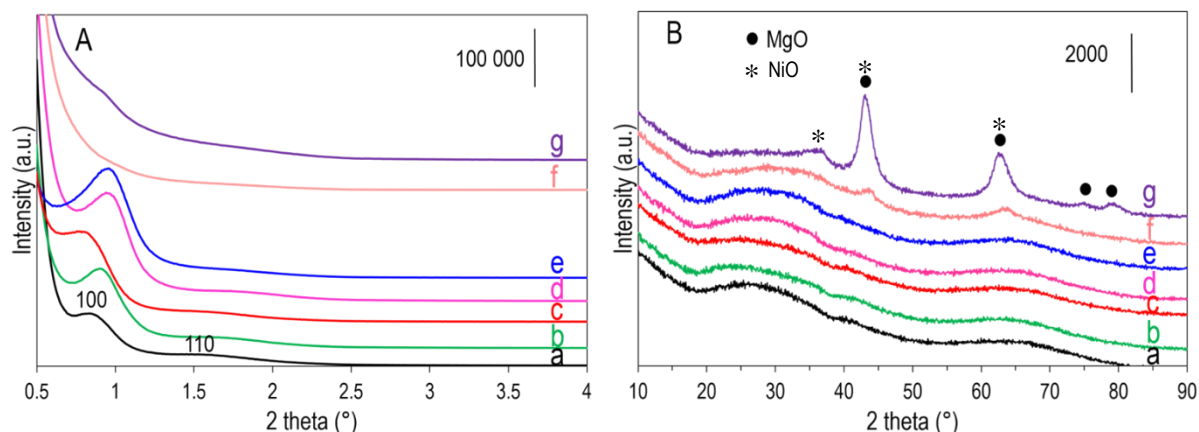 A
100 000
g
f
e
d
c
b
a
100
110
Intensity (a.u.)
0.5
1
1.5
2
2.5
3
3.5
4
2 theta (°)
B
● MgO
* NiO
2000
*
●
*
*
●
●
●
g
f
e
d
c
b
a
Intensity (a.u.)
10
20
30
40
50
60
70
80
90
2 theta (°)